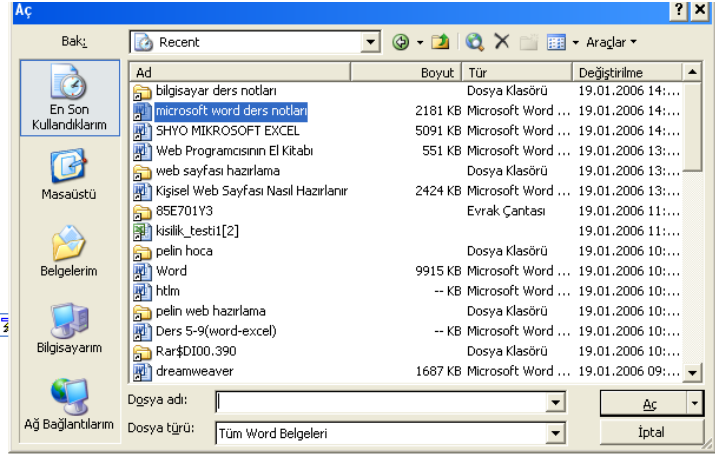 Aç
Bak: Recent Araçlar
Ad Boyut Tür Değiştirilme
bilgisayar ders notları Dosya Klasörü 19.01.2006 14:...
microsoft word ders notları 2181 KB Microsoft Word ... 19.01.2006 14:...
SHYO MIKROSOFT EXCEL 5091 KB Microsoft Word ... 19.01.2006 14:...
Web Programcısının El Kitabı 551 KB Microsoft Word ... 19.01.2006 13:...
web sayfası hazırlama Dosya Klasörü 19.01.2006 13:...
Kişisel Web Sayfası Nasıl Hazırlanır 2424 KB Microsoft Word ... 19.01.2006 13:...
85E701Y3 Evrak Çantası 19.01.2006 11:...
kisilik_testi1[2] 19.01.2006 11:...
pelin hoca Dosya Klasörü 19.01.2006 10:...
Word 9915 KB Microsoft Word ... 19.01.2006 10:...
htlm -- KB Microsoft Word ... 19.01.2006 10:...
pelin web hazırlama Dosya Klasörü 19.01.2006 10:...
Ders 5-9(word-excel) -- KB Microsoft Word ... 19.01.2006 10:...
Rar$DI00.390 Dosya Klasörü 19.01.2006 10:...
dreamweaver 1687 KB Microsoft Word ... 19.01.2006 09:...
En Son
Kullandıklarım
Masaüstü
Belgelerim
Bilgisayarım
Ağ Bağlantılarım
Dosya adı: Aç
Dosya türü: Tüm Word Belgeleri İptal